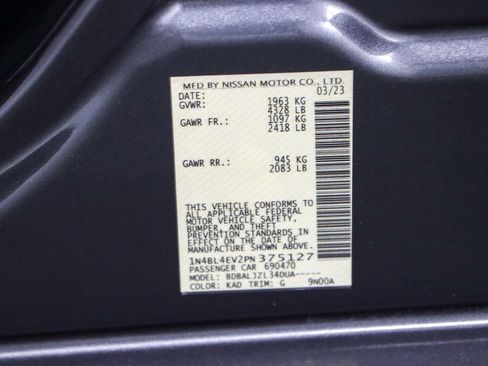 MFD BY NISSAN MOTOR CO., LTD.
DATE: 03/23
GVWR: 1963 KG
4328 LB
GAWR FR.: 1097 KG
2418 LB
GAWR RR.: 945 KG
2083 LB
THIS VEHICLE CONFORMS TO
ALL APPLICABLE FEDERAL
MOTOR VEHICLE SAFETY,
BUMPER, AND THEFT
PREVENTION STANDARDS IN
EFFECT ON THE DATE OF
MANUFACTURE SHOWN ABOVE.
1N4BL4EV2PN375127
PASSENGER CAR 690470
MODEL: BDBALJZL34DUA-----
COLOR: KAD TRIM: G 9N00A